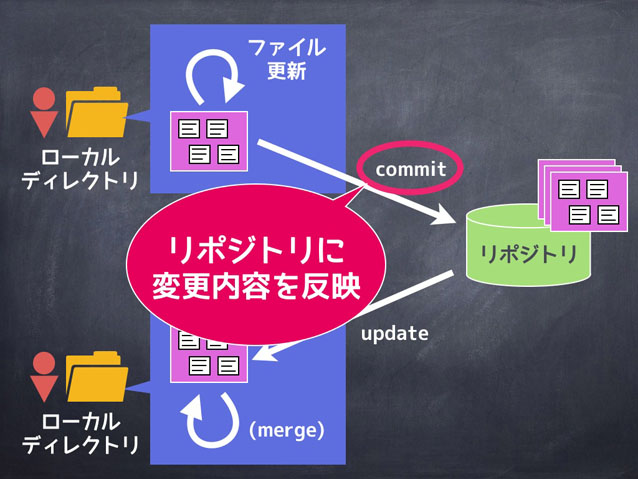 ファイル
更新
ローカル
ディレクトリ
commit
リポジトリに
変更内容を反映
リポジトリ
update
ローカル
ディレクトリ
(merge)